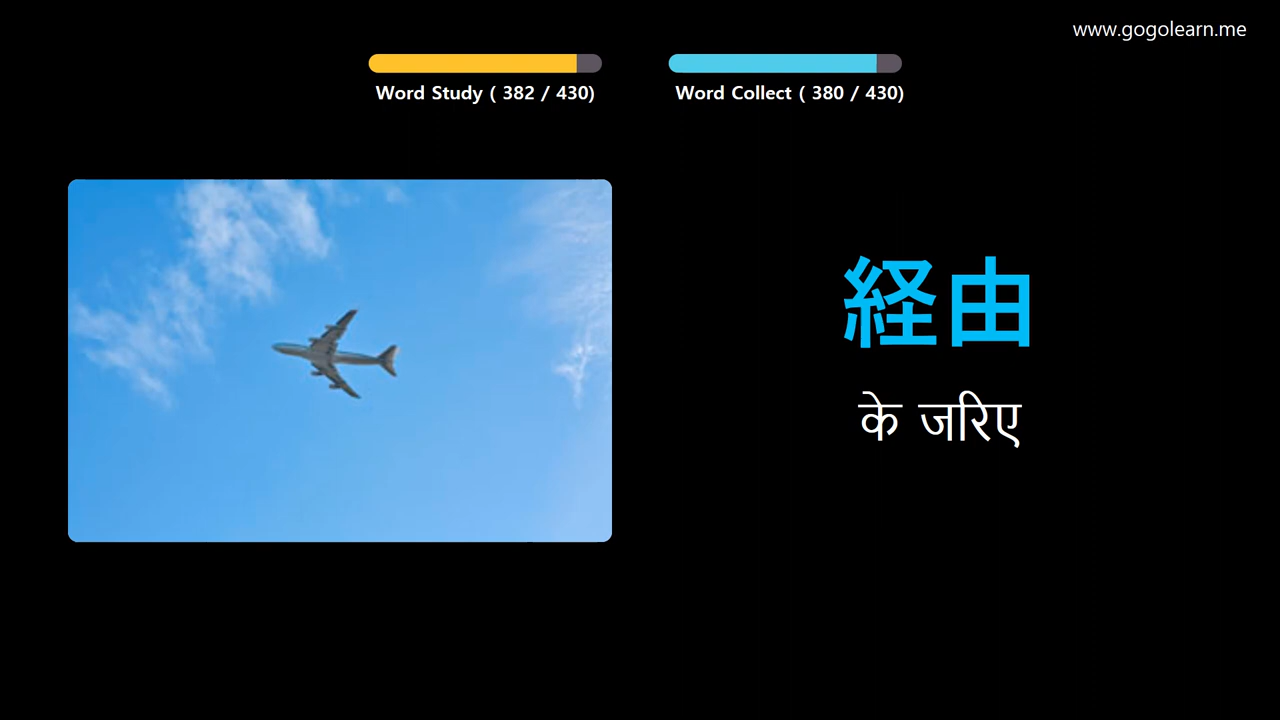 www.gogolearn.me
Word Study ( 382 / 430)
Word Collect ( 380 / 430)
経由
के जरिए